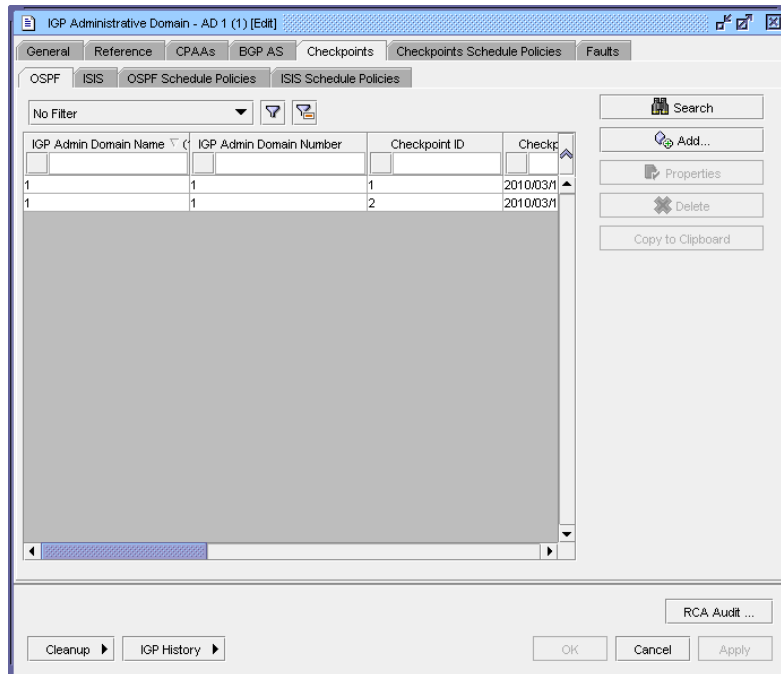 IGP Administrative Domain - AD 1 (1) [Edit]
General Reference CPAAs BGP AS Checkpoints Checkpoints Schedule Policies Faults
OSPF ISIS OSPF Schedule Policies ISIS Schedule Policies
No Filter
Search
Add...
Properties
Delete
Copy to Clipboard
IGP Admin Domain Name (1 IGP Admin Domain Number Checkpoint ID Checkp
1 1 1 2010/03/1
1 1 2 2010/03/1
RCA Audit ...
Cleanup IGP History OK Cancel Apply